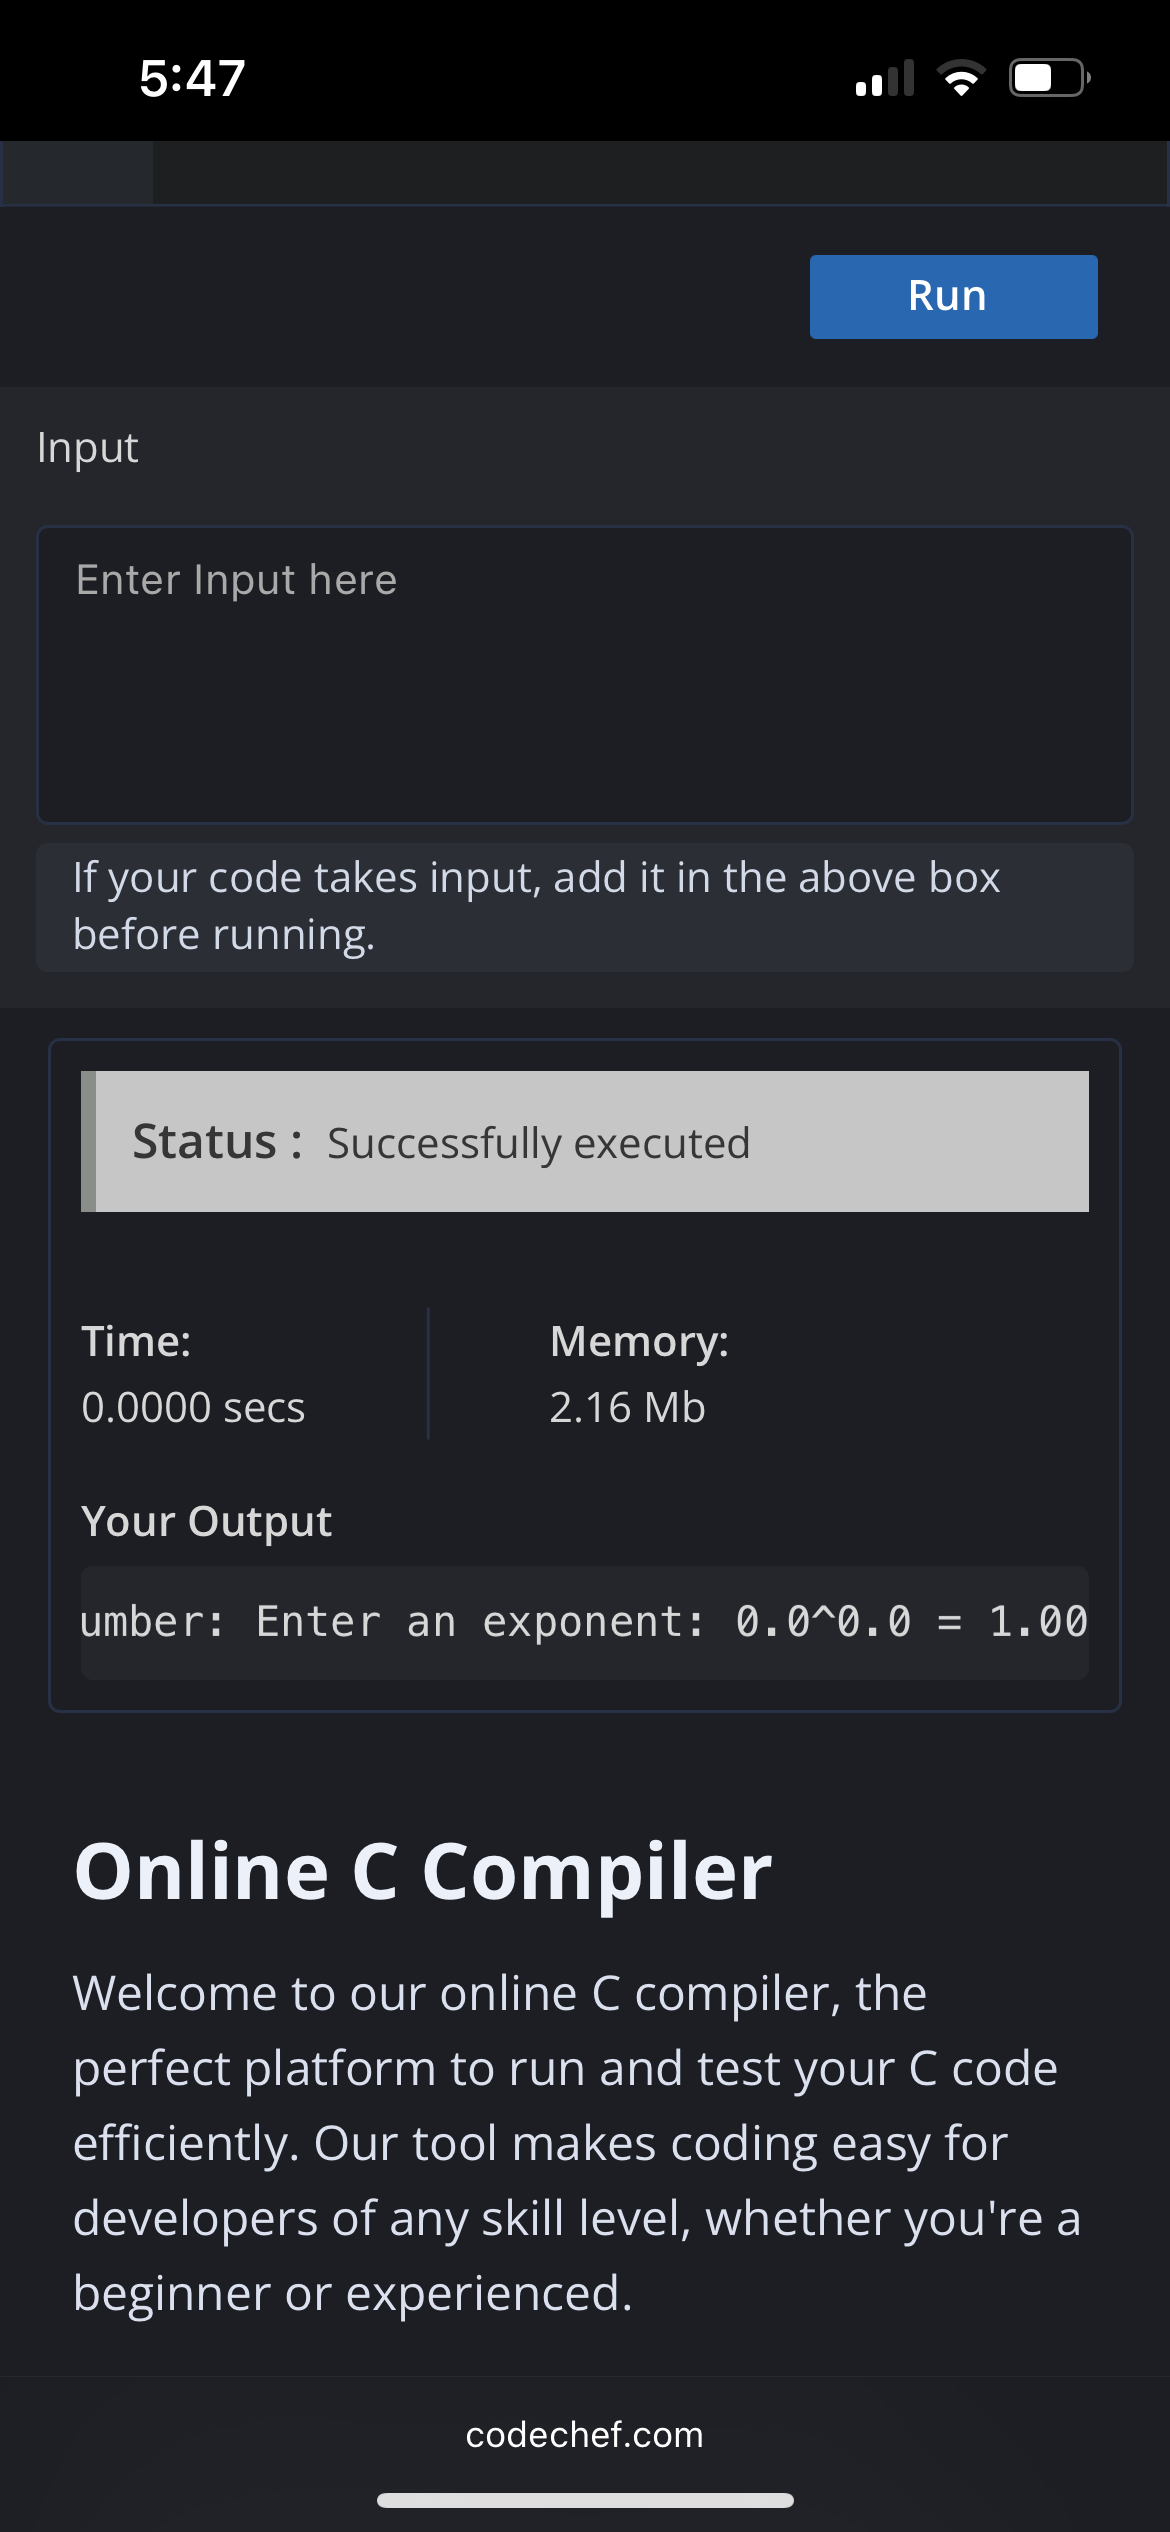 5:47
Run
Input
Enter Input here
If your code takes input, add it in the above box
before running.
Status : Successfully executed
Time:
0.0000 secs
Memory:
2.16 Mb
Your Output
umber: Enter an exponent: 0.0^0.0 = 1.00
Online C Compiler
Welcome to our online C compiler, the
perfect platform to run and test your C code
efficiently. Our tool makes coding easy for
developers of any skill level, whether you're a
beginner or experienced.
codechef.com